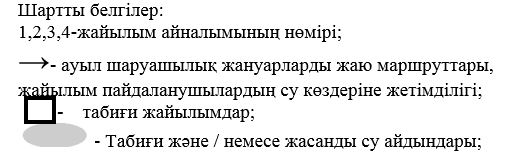 Шартты белгілер:
1,2,3,4-жайылым айналымының нөмірі;
→- ауыл шаруашылық жануарларды жаю маршруттары,
жайылым пайдаланушылардың су көздеріне жетімділігі;
- табиғи жайылымдар;
- Табиғи және / немесе жасанды су айдындары;